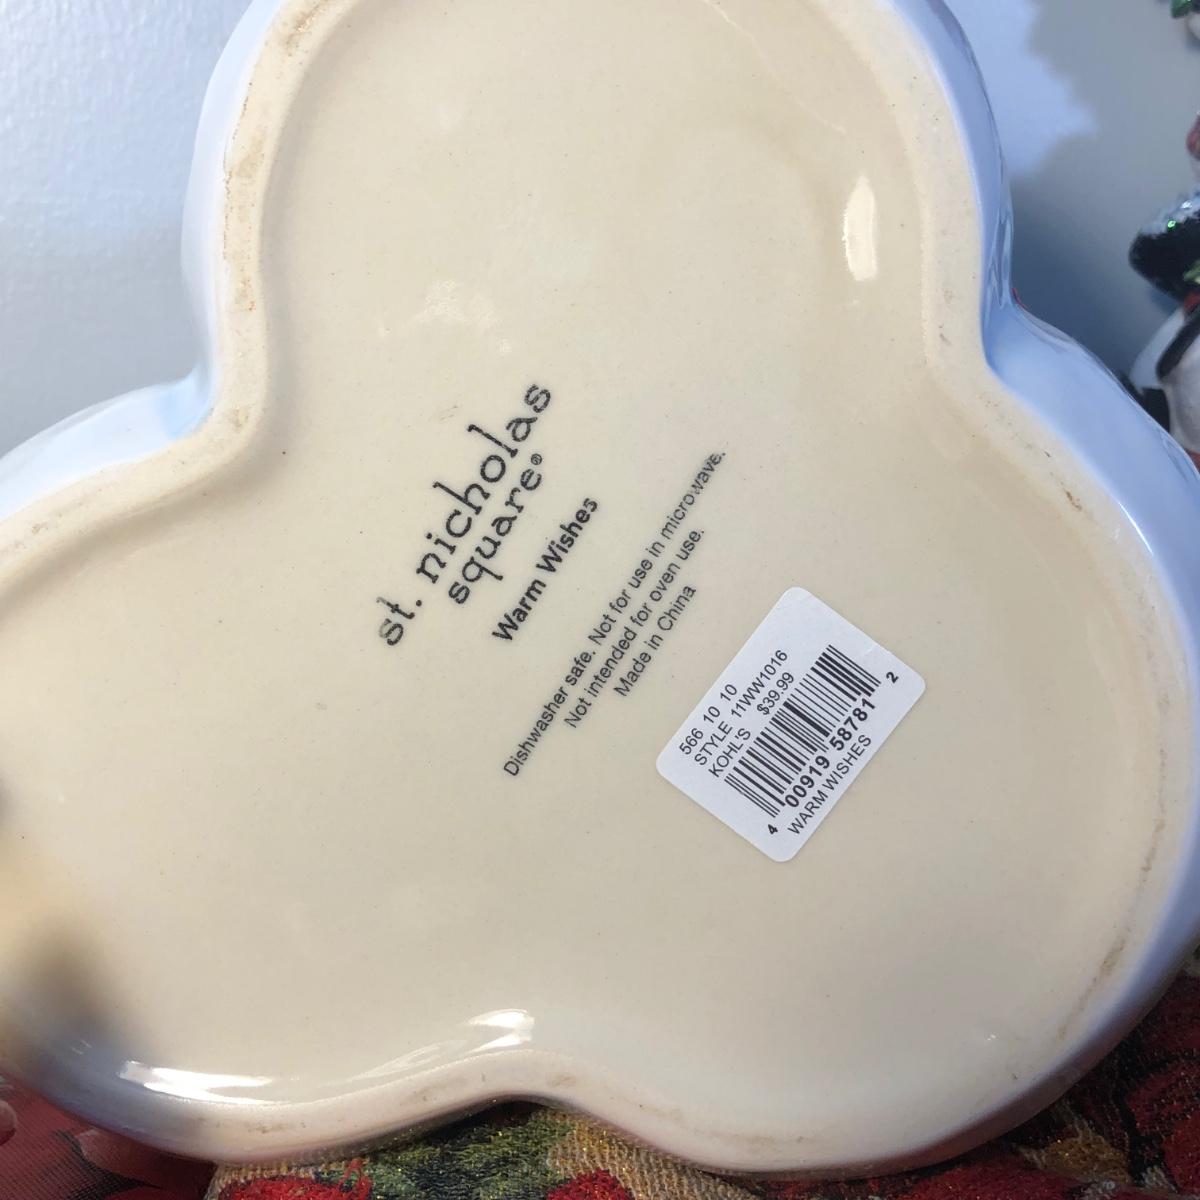 st. nicholas
square®
Warm Wishes
Dishwasher safe. Not for use in microwave.
Not intended for oven use.
Made in China
566 10 10
STYLE 11WW1016
KOHL'S $39.99
4 00919 58781 2
WARM WISHES